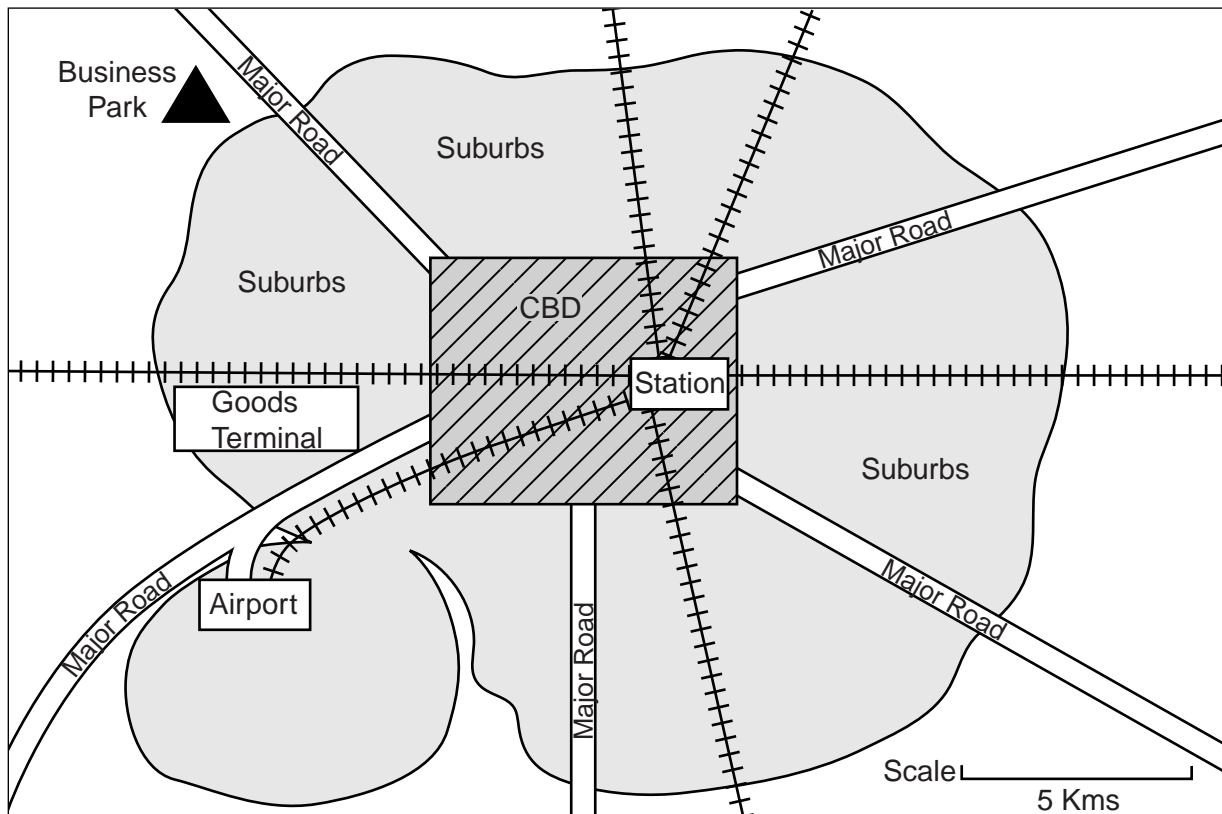 Business
Park
Major Road
Suburbs
Major Road
Suburbs
CBD
Station
Goods
Terminal
Suburbs
Airport
Major Road
Major Road
Major Road
Scale
5 Kms